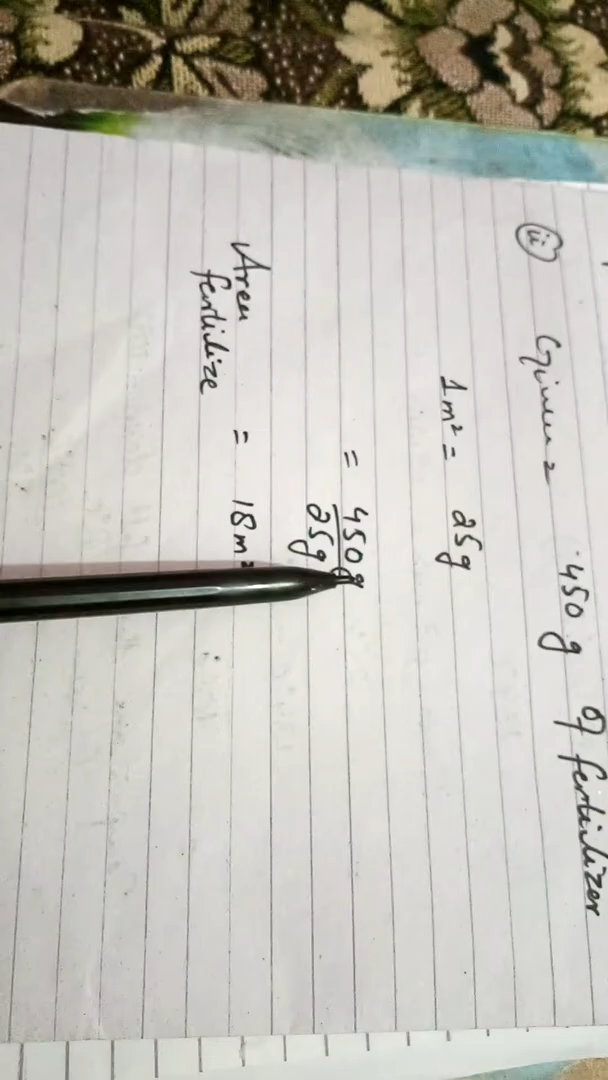 (ii) Given = 450 g of fertilizer
1m² = 25g
= 450g
25g
Area = 18m²
fertilize